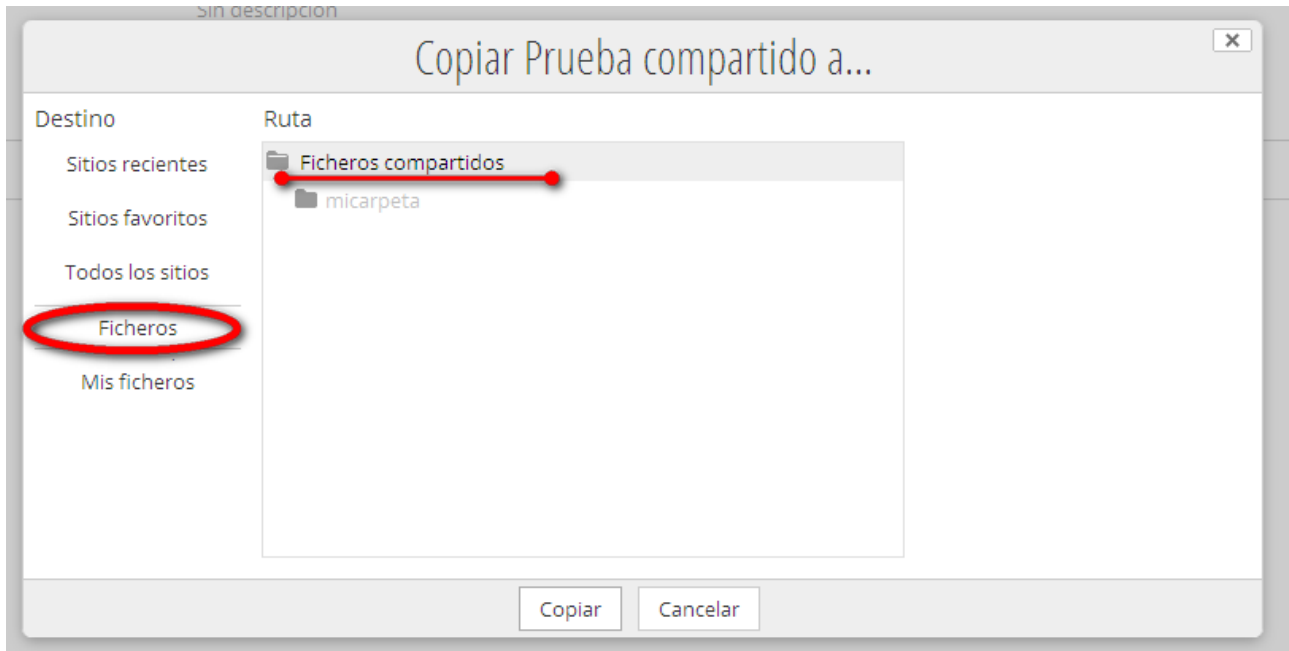 Sin descripción
Copiar Prueba compartido a...
Destino
Ruta
Sitios recientes
Sitios favoritos
Todos los sitios
Ficheros
Mis ficheros
Ficheros compartidos
micarpeta
Copiar
Cancelar